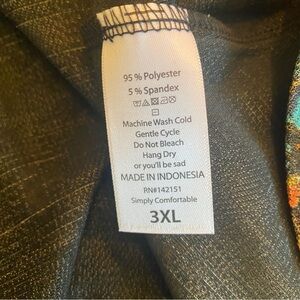 95 % Polyester
5 % Spandex
Machine Wash Cold
Gentle Cycle
Do Not Bleach
Hang Dry
or you'll be sad
MADE IN INDONESIA
RN#142151
Simply Comfortable
3XL